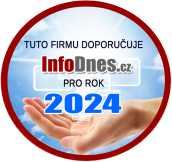 TUTO FIRMU DOPORUČUJE
InfoDnes.cz
PRO ROK
2024